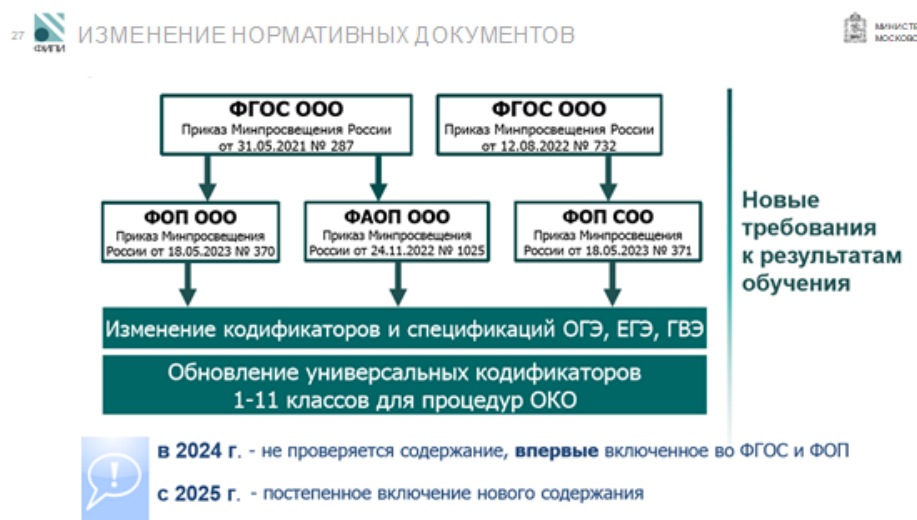 27
ФИПИ
ИЗМЕНЕНИЕ НОРМАТИВНЫХ ДОКУМЕНТОВ
МИНИСТЕ
МОСКОВС
ФГОС ООО
Приказ Минпросвещения России
от 31.05.2021 № 287
ФГОС ООО
Приказ Минпросвещения России
от 12.08.2022 № 732
ФОП ООО
Приказ Минпросвещения
России от 18.05.2023 № 370
ФАОП ООО
Приказ Минпросвещения
России от 24.11.2022 № 1025
ФОП СОО
Приказ Минпросвещения
России от 18.05.2023 № 371
Новые
требования
к результатам
обучения
Изменение кодификаторов и спецификаций ОГЭ, ЕГЭ, ГВЭ
Обновление универсальных кодификаторов
1-11 классов для процедур ОКО
в 2024 г. - не проверяется содержание, впервые включенное во ФГОС и ФОП
с 2025 г. - постепенное включение нового содержания